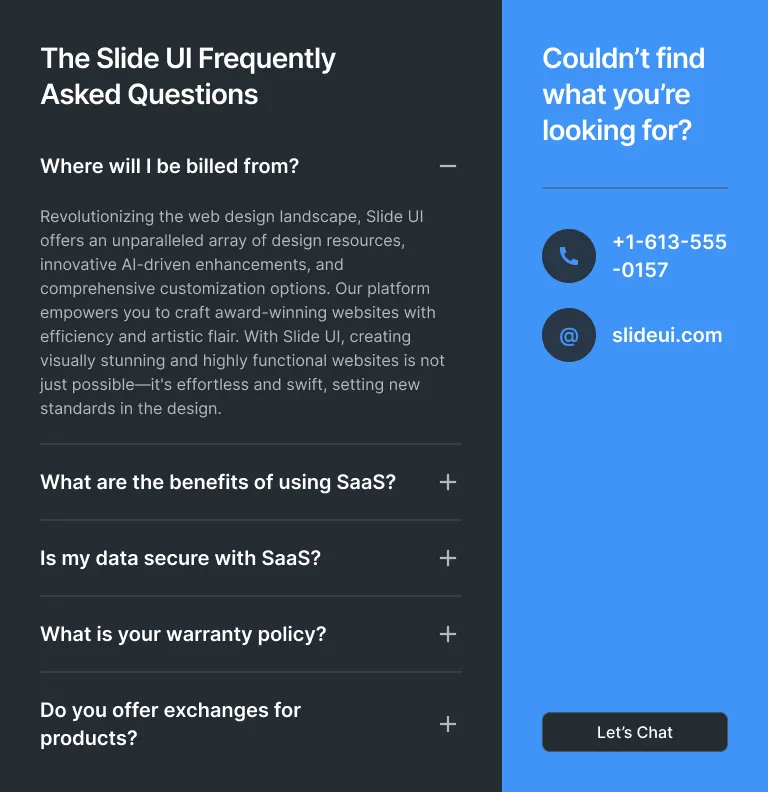 The Slide UI Frequently
Asked Questions
Where will I be billed from?
Revolutionizing the web design landscape, Slide UI
offers an unparalleled array of design resources,
innovative AI-driven enhancements, and
comprehensive customization options. Our platform
empowers you to craft award-winning websites with
efficiency and artistic flair. With Slide UI, creating
visually stunning and highly functional websites is not
just possible—it's effortless and swift, setting new
standards in the design.
What are the benefits of using SaaS?
Is my data secure with SaaS?
What is your warranty policy?
Do you offer exchanges for
products?
Couldn’t find
what you’re
looking for?
+1-613-555
-0157
@ slideui.com
Let’s Chat